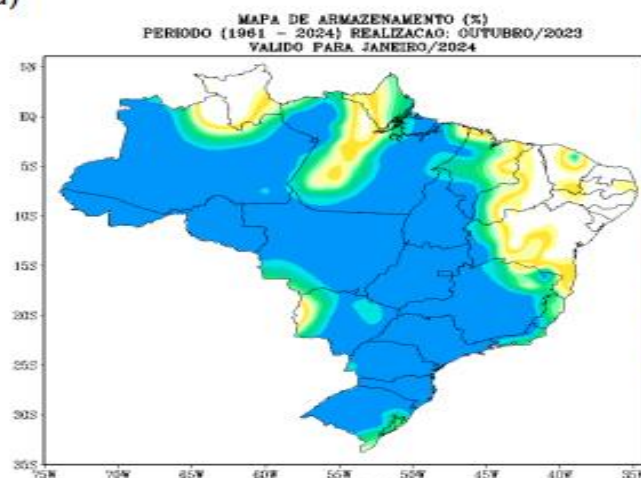 MAPA DE ARMAZENAMENTO (%)
PERIODO (1961 - 2024) REALIZACAO: OUTUBRO/2023
VALIDO PARA JANEIRO/2024
5N
EQ
5S
10S
15S
20S
25S
30S
35S
75W 70W 65W 60W 55W 50W 45W 40W 35W